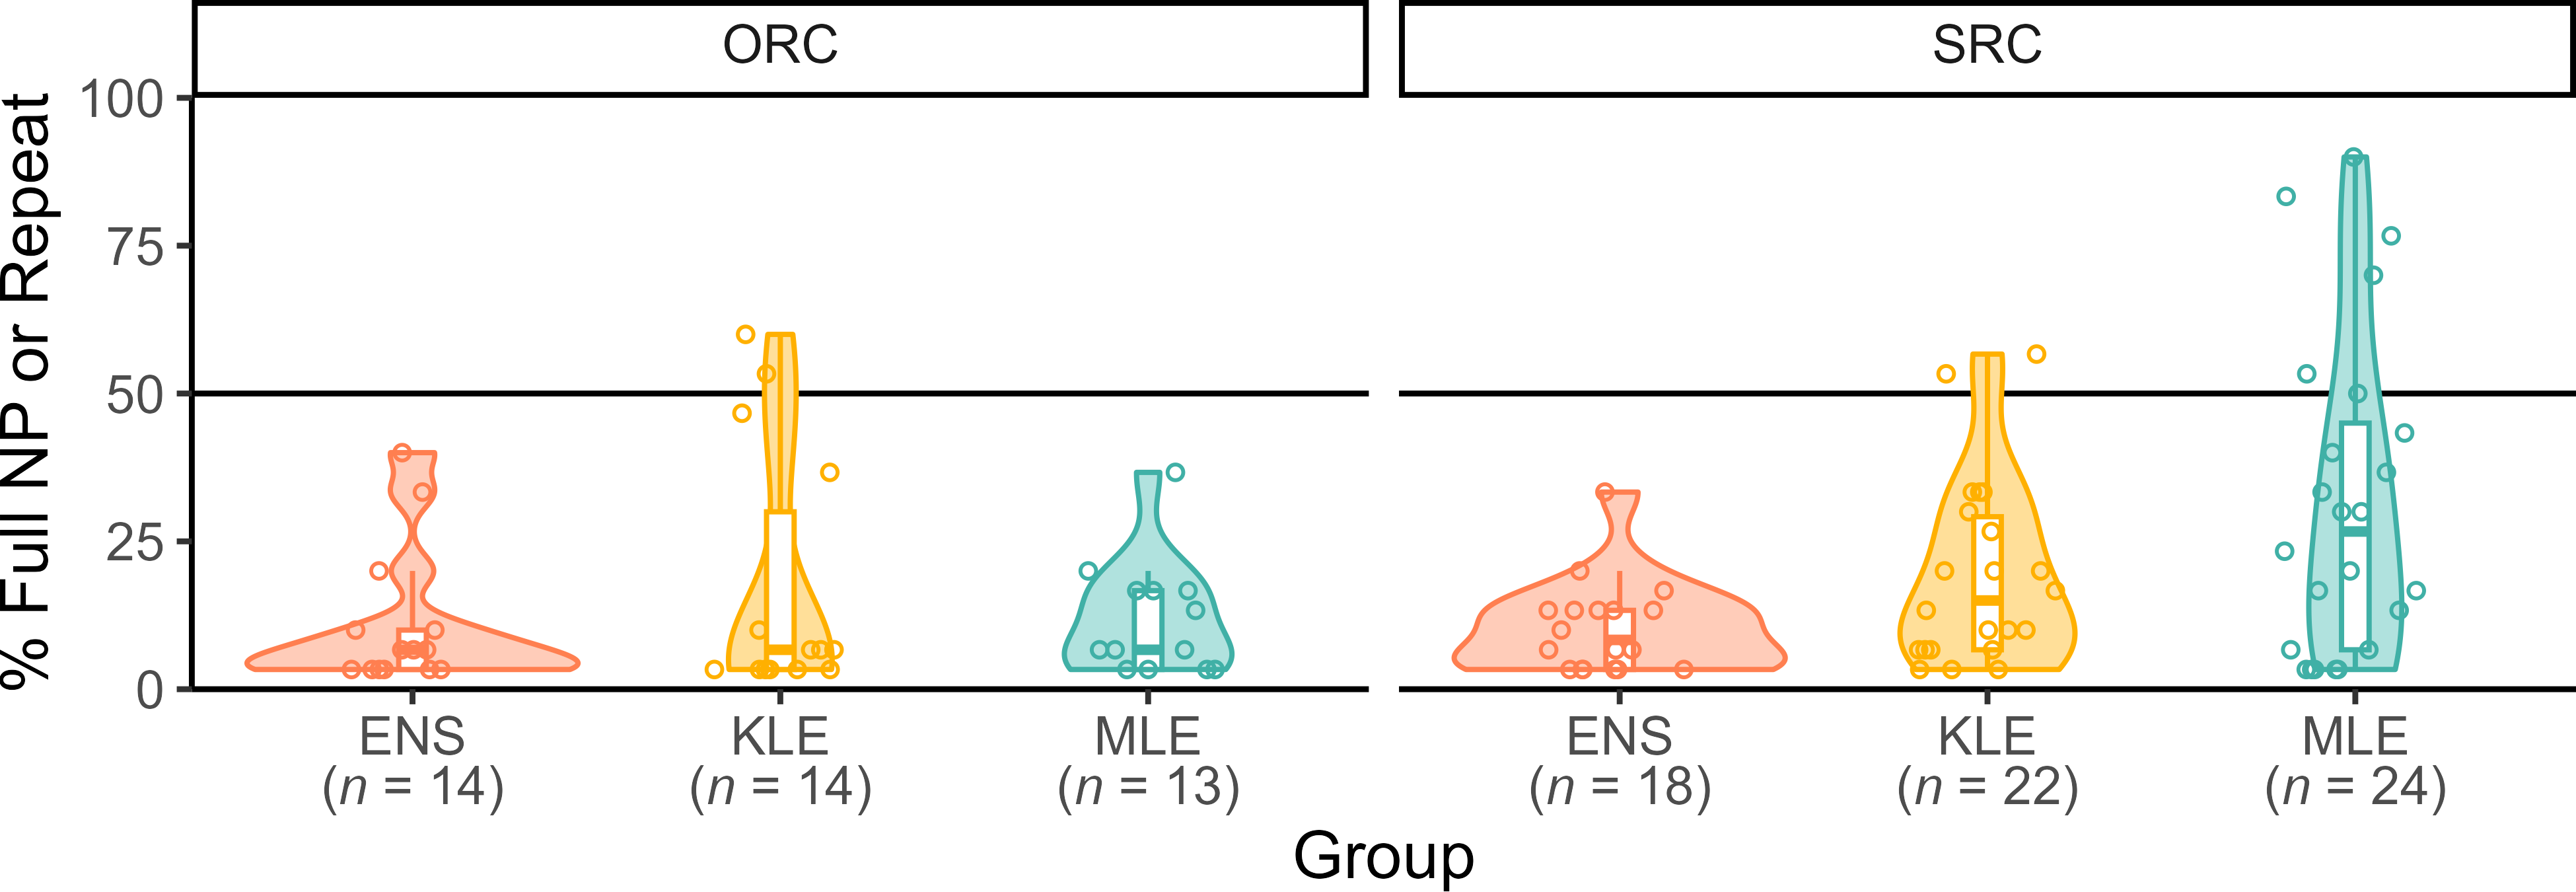 ORC
SRC
% Full NP or Repeat
100
75
50
25
0
ENS
(n = 14)
KLE
(n = 14)
MLE
(n = 13)
ENS
(n = 18)
KLE
(n = 22)
MLE
(n = 24)
Group